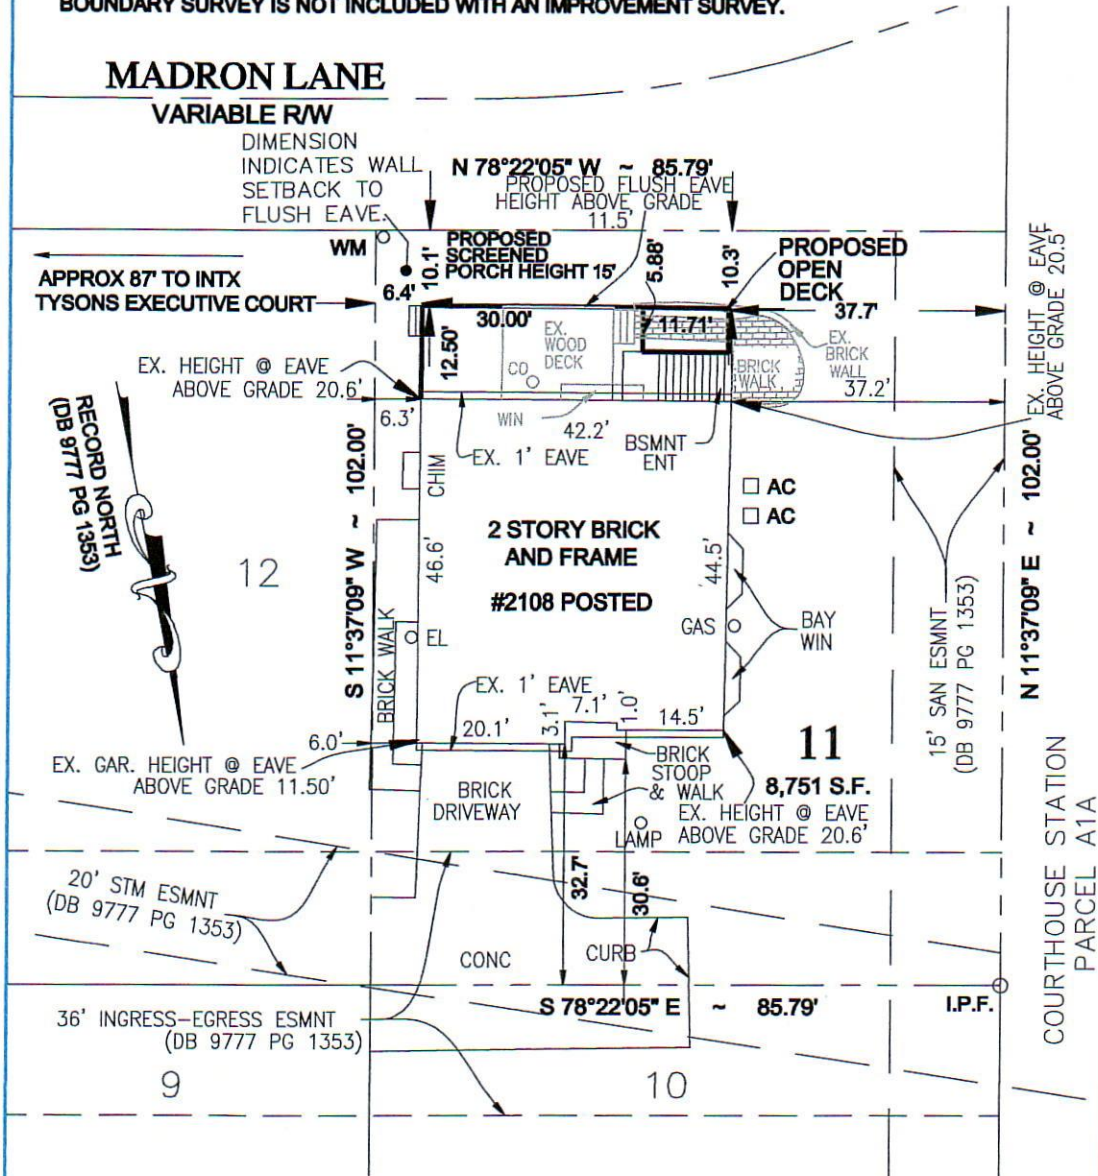 BOUNDARY SURVEY IS NOT INCLUDED WITH AN IMPROVEMENT SURVEY.
MADRON LANE
VARIABLE R/W
DIMENSION
INDICATES WALL
SETBACK TO
FLUSH EAVE.
N 78°22'05" W ~ 85.79'
PROPOSED FLUSH EAVE
HEIGHT ABOVE GRADE
11.5'
WM
10.1'
PROPOSED
SCREENED
PORCH HEIGHT 15'
5.88'
10.3'
PROPOSED
OPEN
DECK
37.7'
APPROX 87' TO INTX
TYSONS EXECUTIVE COURT
6.4'
30.00'
11.71'
12.50'
EX.
WOOD
DECK
CO
EX.
BRICK
WALL
BRICK
WALK
37.2'
EX. HEIGHT @ EAVE
ABOVE GRADE 20.5'
EX. HEIGHT @ EAVE
ABOVE GRADE 20.6'
6.3'
WIN
42.2'
EX. 1' EAVE
BSMNT
ENT
CHIM
RECORD NORTH
(DB 9777 PG 1353)
S 11°37'09" W ~ 102.00'
N 11°37'09" E ~ 102.00'
AC
AC
2 STORY BRICK
AND FRAME
#2108 POSTED
46.6'
44.5'
12
EL
GAS
BAY
WIN
BRICK WALK
15' SAN ESMNT
(DB 9777 PG 1353)
EX. 1' EAVE
20.1'
3.1'
7.1'
1.0'
14.5'
6.0'
EX. GAR. HEIGHT @ EAVE
ABOVE GRADE 11.50'
BRICK
DRIVEWAY
BRICK
STOOP
& WALK
11
8,751 S.F.
EX. HEIGHT @ EAVE
ABOVE GRADE 20.6'
LAMP
20' STM ESMNT
(DB 9777 PG 1353)
32.7'
30.6'
CONC
CURB
COURTHOUSE STATION
PARCEL A1A
S 78°22'05" E ~ 85.79'
I.P.F.
36' INGRESS-EGRESS ESMNT
(DB 9777 PG 1353)
9
10